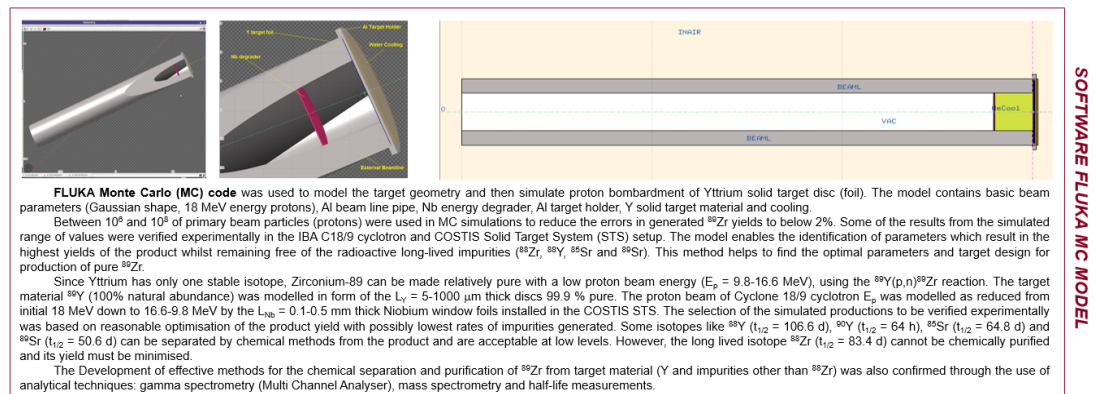 Al Target Holder
Y target foil
Water Cooling
Nb degrader
External Beamline
INAIR
BEAML
HeCool
VAC
BEAML
SOFTWARE FLUKA MC MODEL
FLUKA Monte Carlo (MC) code was used to model the target geometry and then simulate proton bombardment of Yttrium solid target disc (foil). The model contains basic beam
parameters (Gaussian shape, 18 MeV energy protons), Al beam line pipe, Nb energy degrader, Al target holder, Y solid target material and cooling.
Between 10⁶ and 10⁸ of primary beam particles (protons) were used in MC simulations to reduce the errors in generated ⁸⁹Zr yields to below 2%. Some of the results from the simulated
range of values were verified experimentally in the IBA C18/9 cyclotron and COSTIS Solid Target System (STS) setup. The model enables the identification of parameters which result in the
highest yields of the product whilst remaining free of the radioactive long-lived impurities (⁸⁸Zr, ⁸⁸Y, ⁸⁵Sr and ⁸⁹Sr). This method helps to find the optimal parameters and target design for
production of pure ⁸⁹Zr.
Since Yttrium has only one stable isotope, Zirconium-89 can be made relatively pure with a low proton beam energy (Eₚ = 9.8-16.6 MeV), using the ⁸⁹Y(p,n)⁸⁹Zr reaction. The target
material ⁸⁹Y (100% natural abundance) was modelled in form of the L_Y = 5-1000 μm thick discs 99.9 % pure. The proton beam of Cyclone 18/9 cyclotron Eₚ was modelled as reduced from
initial 18 MeV down to 16.6-9.8 MeV by the L_Nb = 0.1-0.5 mm thick Niobium window foils installed in the COSTIS STS. The selection of the simulated productions to be verified experimentally
was based on reasonable optimisation of the product yield with possibly lowest rates of impurities generated. Some isotopes like ⁸⁸Y (t₁/₂ = 106.6 d), ⁹⁰Y (t₁/₂ = 64 h), ⁸⁵Sr (t₁/₂ = 64.8 d) and
⁸⁹Sr (t₁/₂ = 50.6 d) can be separated by chemical methods from the product and are acceptable at low levels. However, the long lived isotope ⁸⁸Zr (t₁/₂ = 83.4 d) cannot be chemically purified
and its yield must be minimised.
The Development of effective methods for the chemical separation and purification of ⁸⁹Zr from target material (Y and impurities other than ⁸⁸Zr) was also confirmed through the use of
analytical techniques: gamma spectrometry (Multi Channel Analyser), mass spectrometry and half-life measurements.